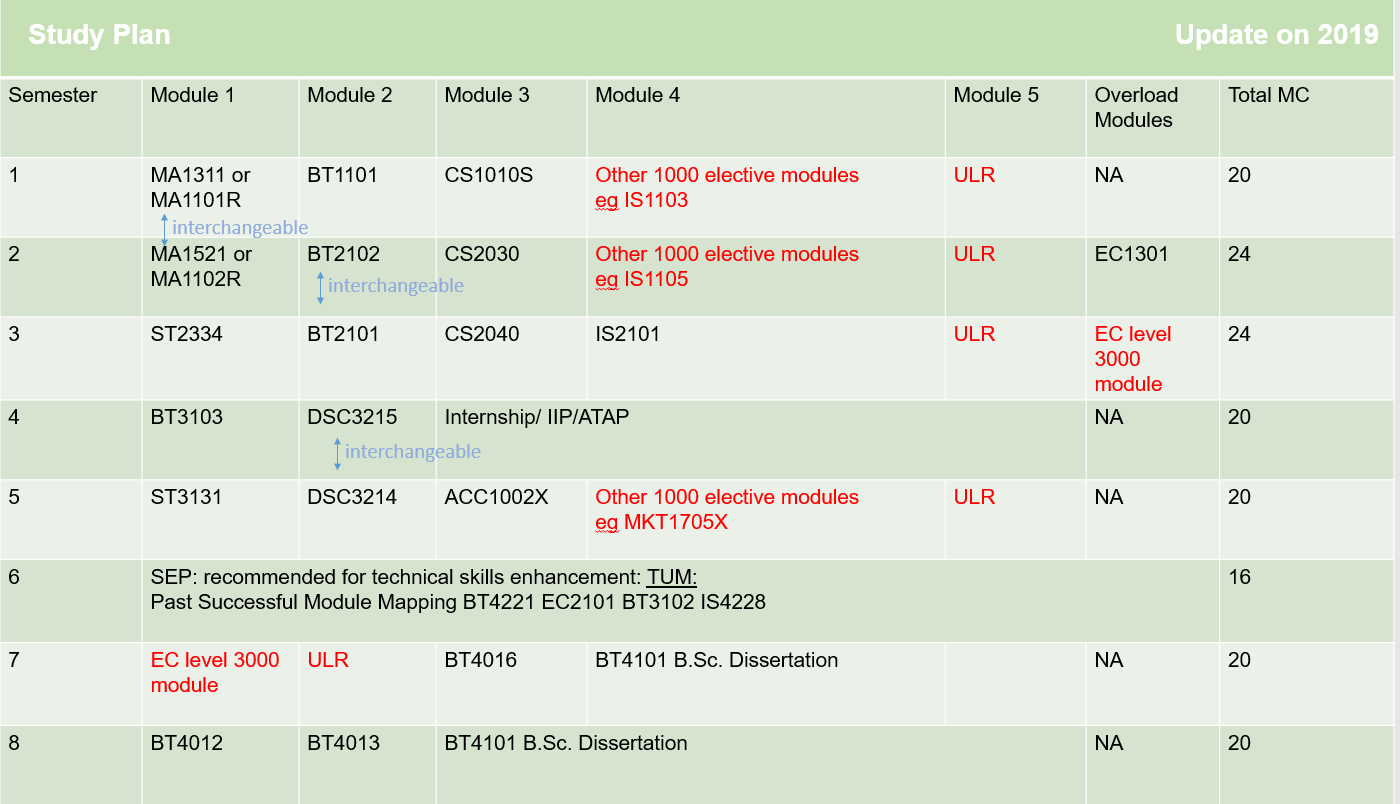 Study Plan
Update on 2019
Semester
Module 1
Module 2
Module 3
Module 4
Module 5
Overload
Modules
Total MC
1
MA1311 or
MA1101R
interchangeable
BT1101
CS1010S
Other 1000 elective modules
eg IS1103
ULR
NA
20
2
MA1521 or
MA1102R
BT2102
interchangeable
CS2030
Other 1000 elective modules
eg IS1105
ULR
EC1301
24
3
ST2334
BT2101
CS2040
IS2101
ULR
EC level
3000
module
24
4
BT3103
DSC3215
interchangeable
Internship/ IIP/ATAP
NA
20
5
ST3131
DSC3214
ACC1002X
Other 1000 elective modules
eg MKT1705X
ULR
NA
20
6
SEP: recommended for technical skills enhancement: TUM:
Past Successful Module Mapping BT4221 EC2101 BT3102 IS4228
16
7
EC level 3000
module
ULR
BT4016
BT4101 B.Sc. Dissertation
NA
20
8
BT4012
BT4013
BT4101 B.Sc. Dissertation
NA
20